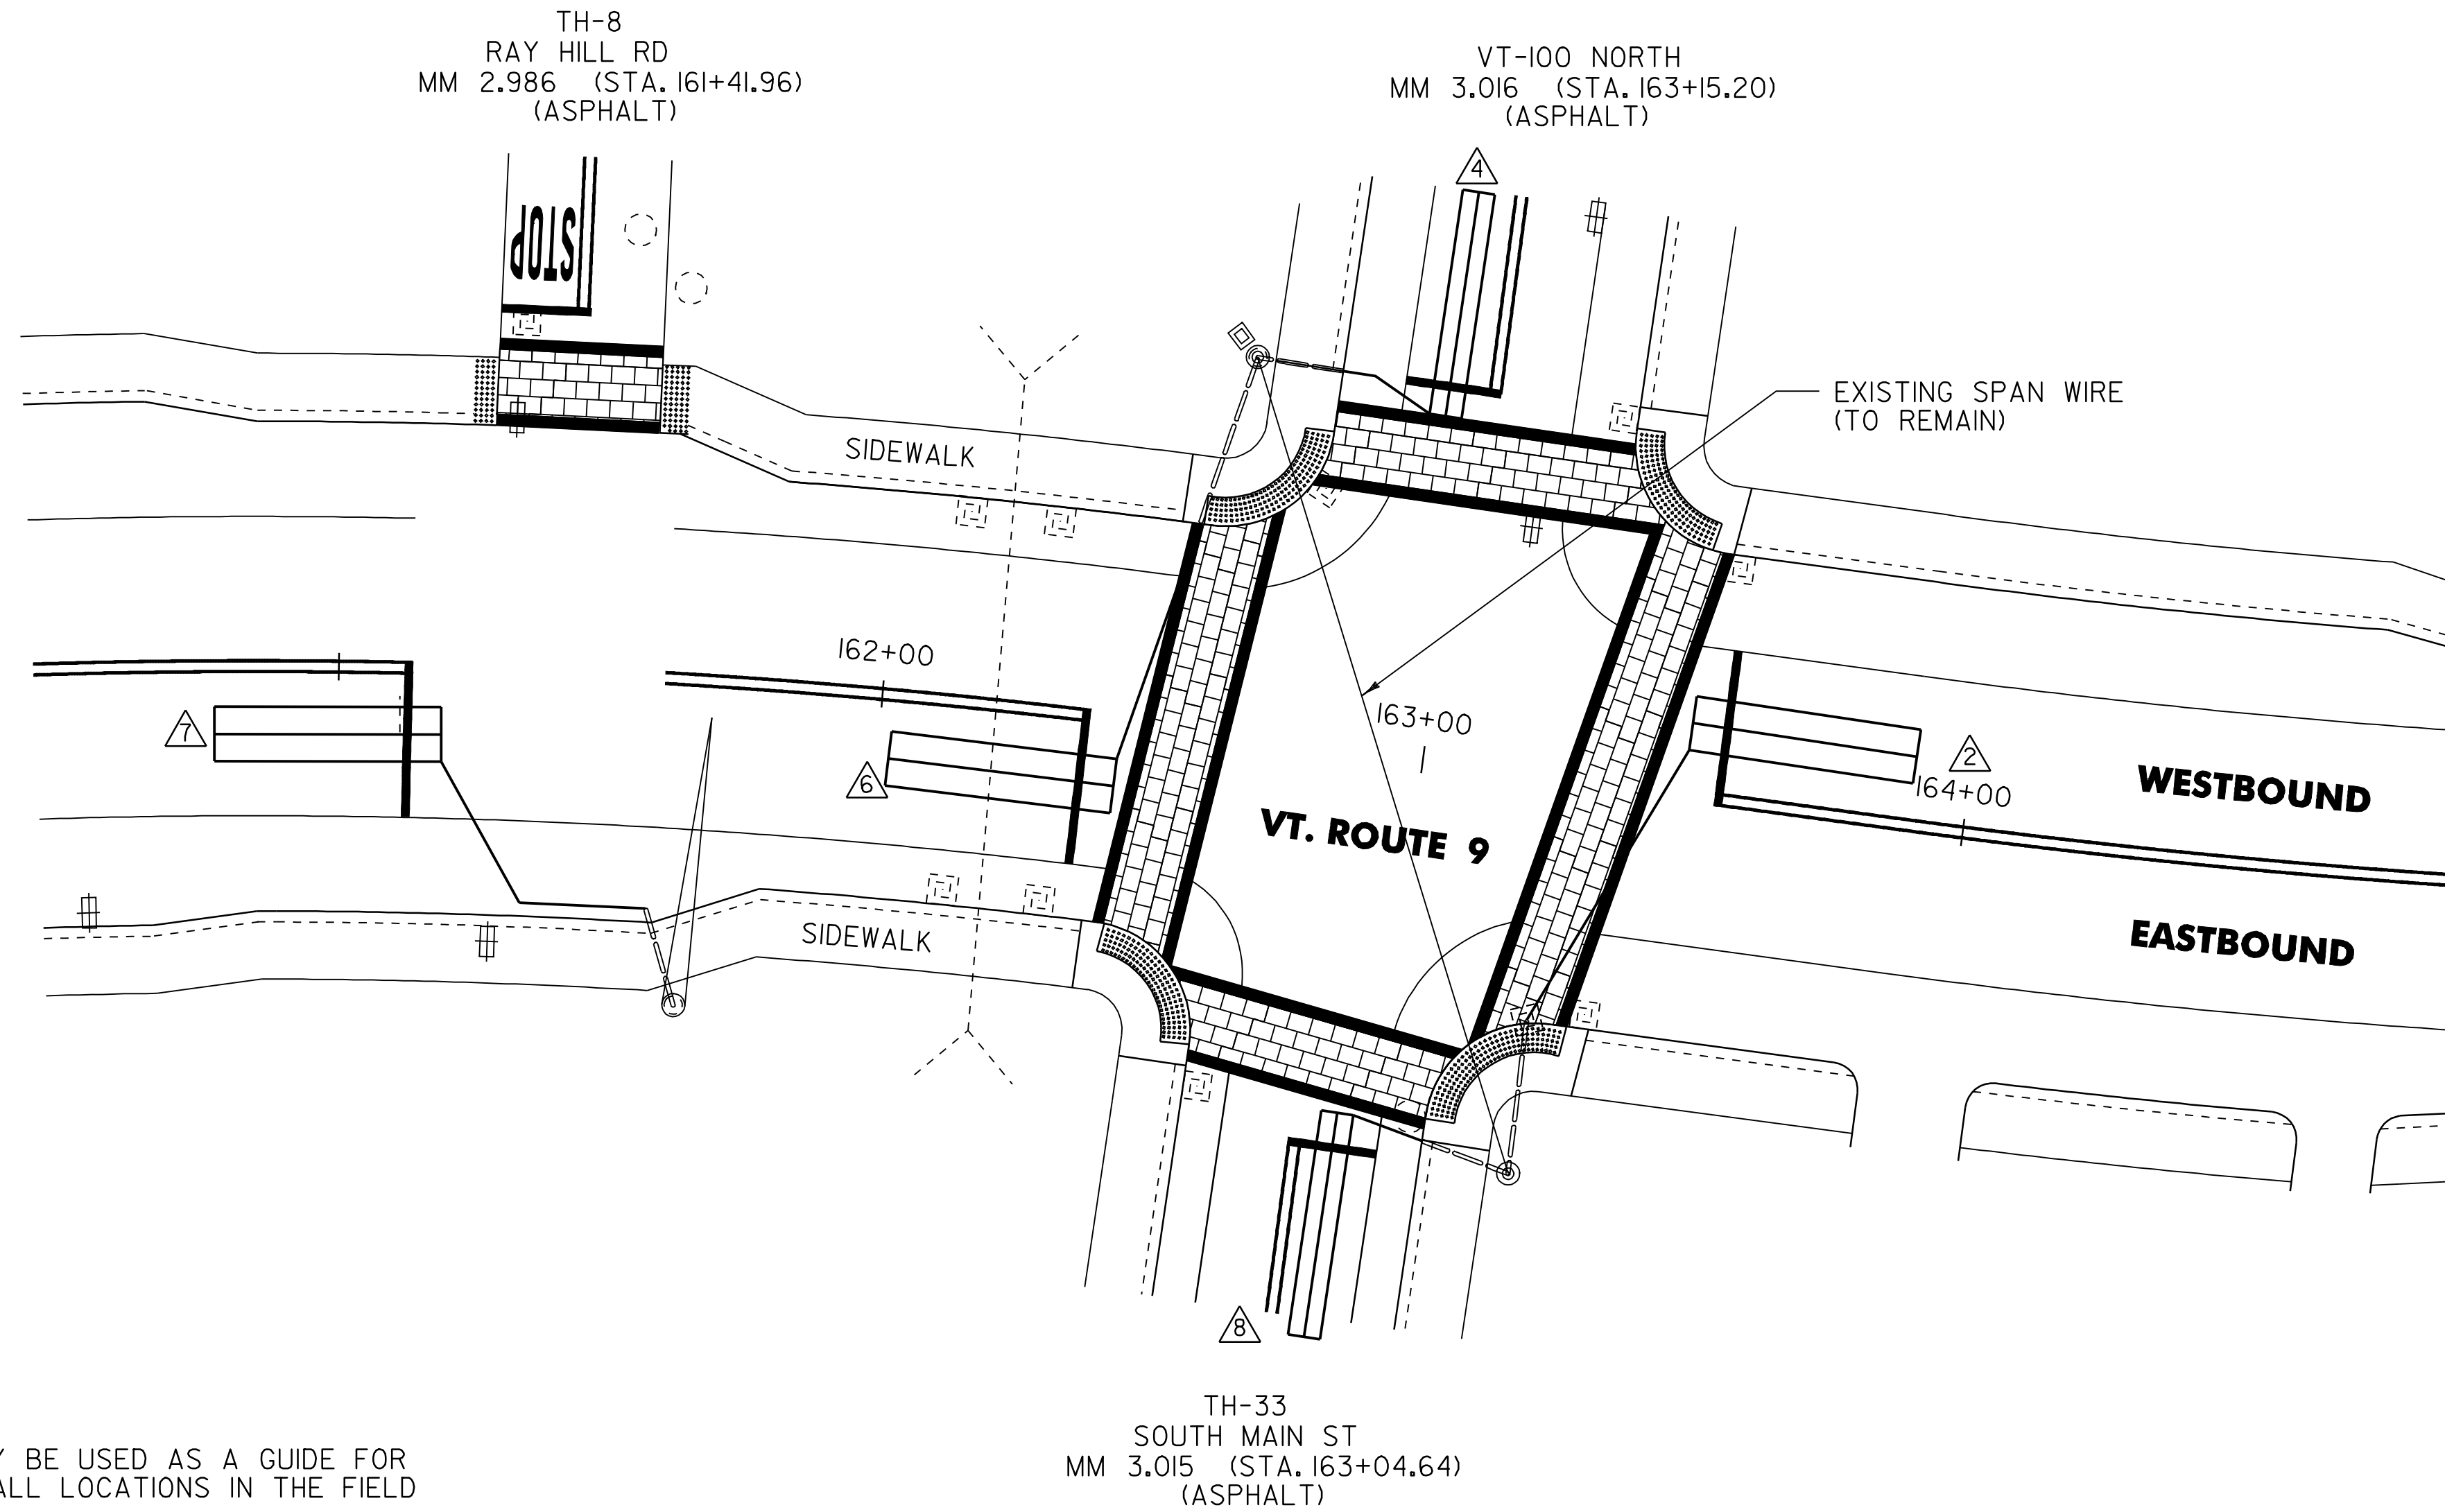 TH-8
RAY HILL RD
MM 2.986 (STA. 161+41.96)
(ASPHALT)
VT-100 NORTH
MM 3.016 (STA. 163+15.20)
(ASPHALT)
4
STOP
EXISTING SPAN WIRE
(TO REMAIN)
SIDEWALK
162+00
163+00
7
6
2
164+00
WESTBOUND
VT. ROUTE 9
EASTBOUND
SIDEWALK
8
TH-33
SOUTH MAIN ST
MM 3.015 (STA. 163+04.64)
(ASPHALT)
BE USED AS A GUIDE FOR
ALL LOCATIONS IN THE FIELD